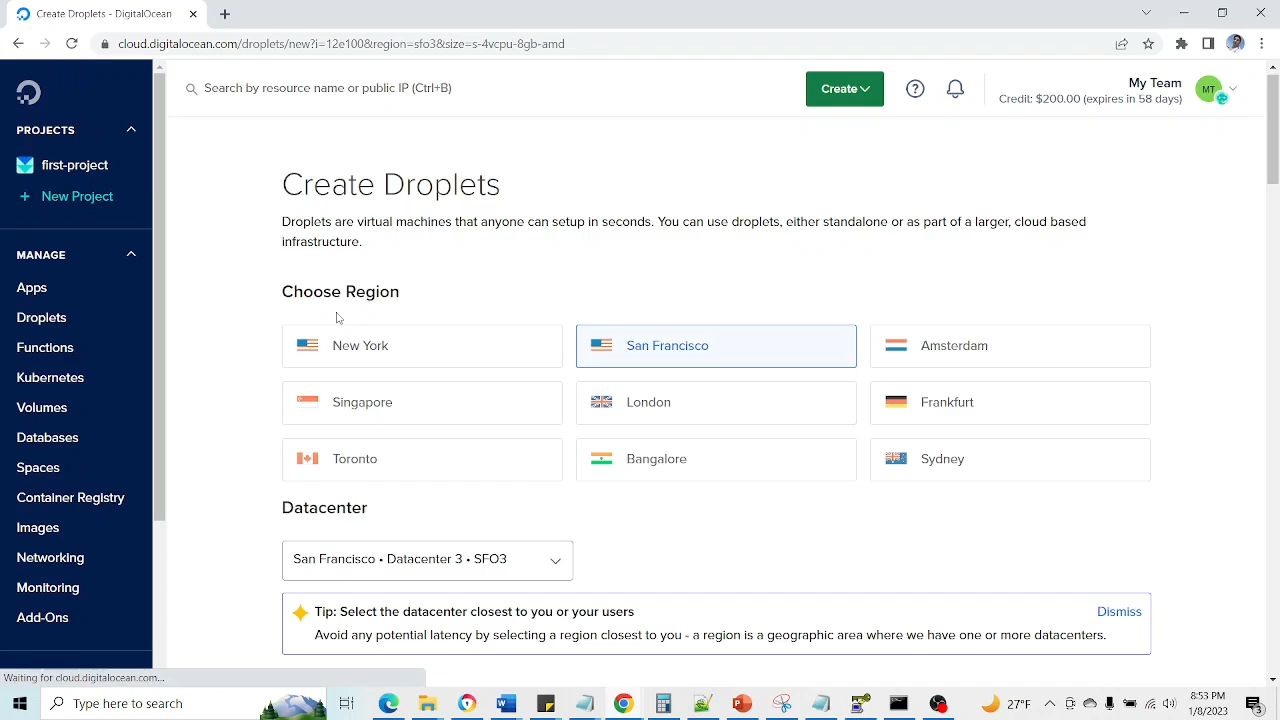 Create Droplets - DigitalOcean
cloud.digitalocean.com/droplets/new?i=12e100&region=sfo3&size=s-4vcpu-8gb-amd
Search by resource name or public IP (Ctrl+B)
Create
?
My Team
Credit: $200.00 (expires in 58 days)
MT
PROJECTS
first-project
+ New Project
MANAGE
Apps
Droplets
Functions
Kubernetes
Volumes
Databases
Spaces
Container Registry
Images
Networking
Monitoring
Add-Ons
Create Droplets
Droplets are virtual machines that anyone can setup in seconds. You can use droplets, either standalone or as part of a larger, cloud based
infrastructure.
Choose Region
New York
San Francisco
Amsterdam
Singapore
London
Frankfurt
Toronto
Bangalore
Sydney
Datacenter
San Francisco • Datacenter 3 • SFO3
Tip: Select the datacenter closest to you or your users
Dismiss
Avoid any potential latency by selecting a region closest to you - a region is a geographic area where we have one or more datacenters.
Waiting for cloud.digitalocean.com...
Type here to search
27°F
8:53 PM
1/8/2023
3